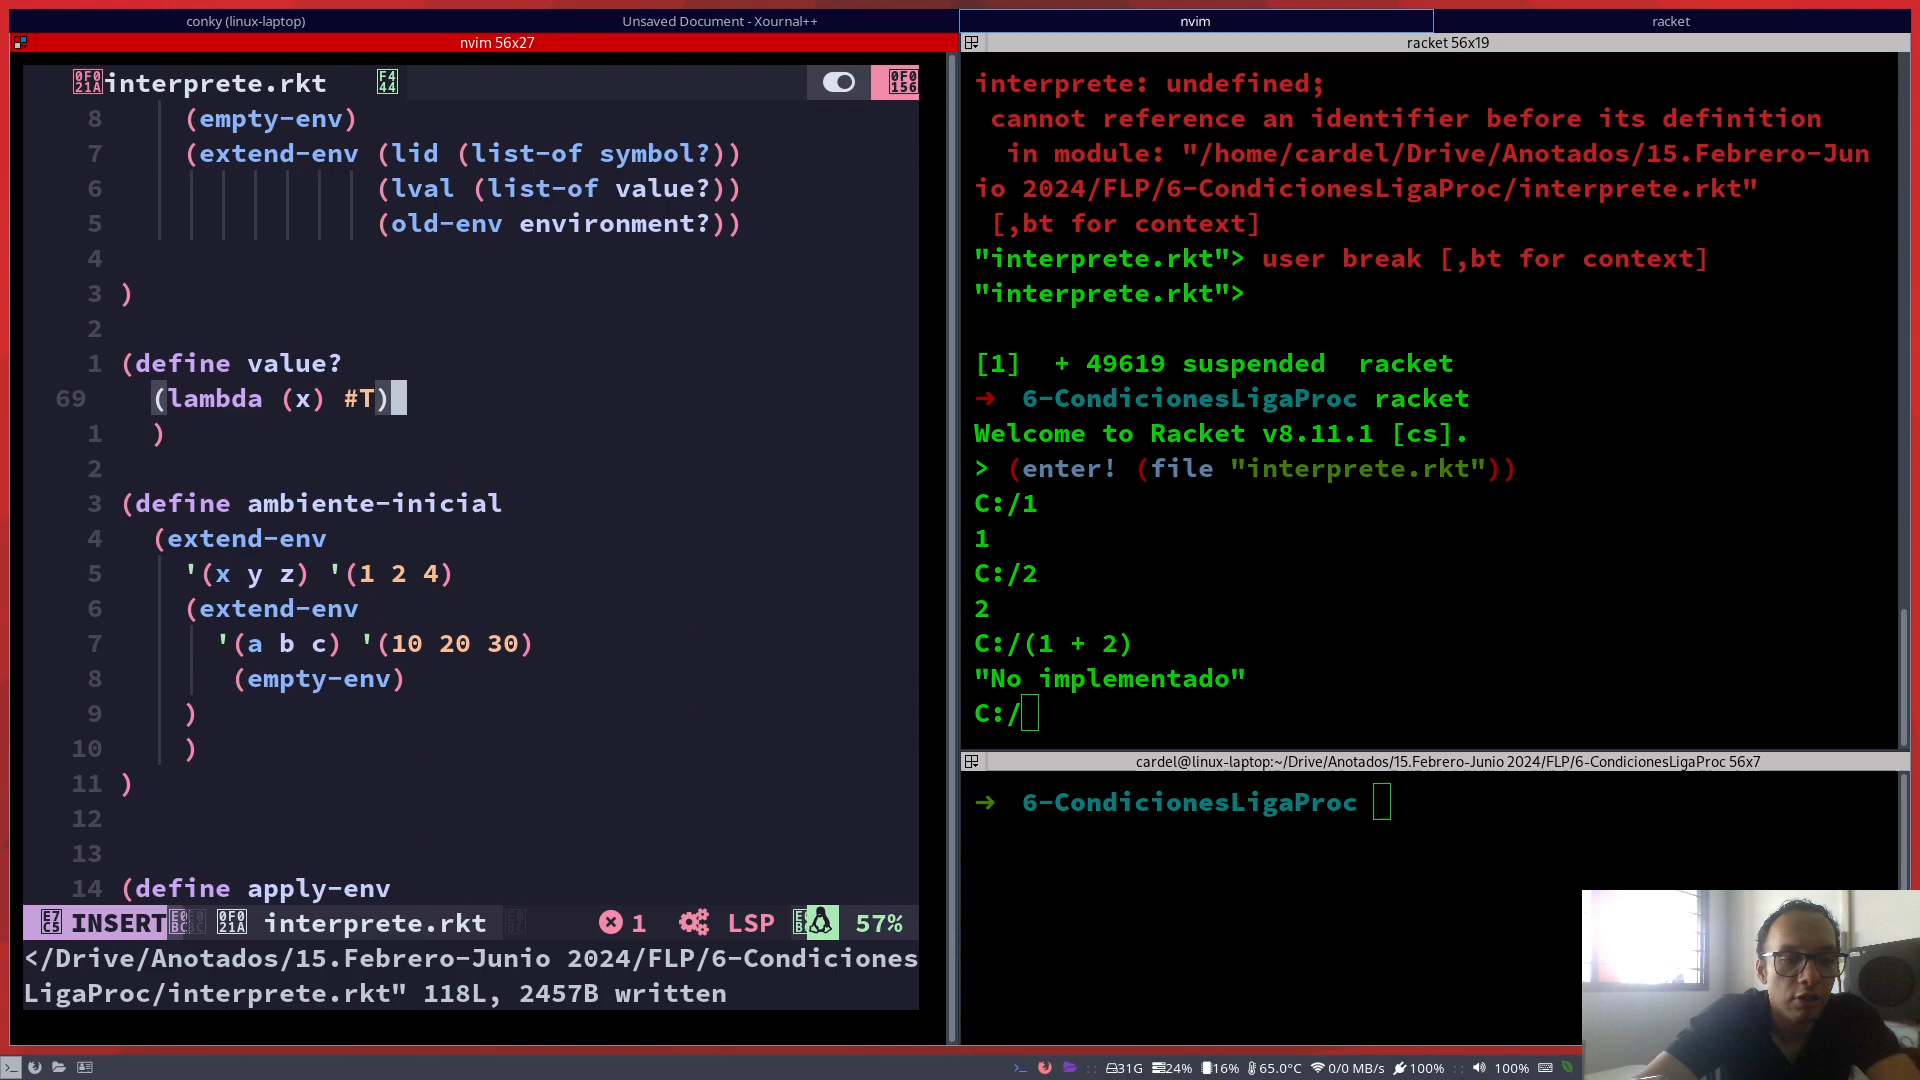 conky (linux-laptop)
Unsaved Document - Xournal++
nvim
racket
nvim 56x27
racket 56x19
interprete.rkt
8 (empty-env)
7 (extend-env (lid (list-of symbol?))
6 (lval (list-of value?))
5 (old-env environment?))
4
3 )
2
1 (define value?
69 (lambda (x) #T)
1 )
2
3 (define ambiente-inicial
4 (extend-env
5 '(x y z) '(1 2 4)
6 (extend-env
7 '(a b c) '(10 20 30)
8 (empty-env)
9 )
10 )
11 )
12
13
14 (define apply-env
INSERT interprete.rkt 1 LSP 57%
</Drive/Anotados/15.Febrero-Junio 2024/FLP/6-Condiciones
LigaProc/interprete.rkt" 118L, 2457B written
interprete: undefined;
cannot reference an identifier before its definition
in module: "/home/cardel/Drive/Anotados/15.Febrero-Jun
io 2024/FLP/6-CondicionesLigaProc/interprete.rkt"
[,bt for context]
"interprete.rkt"> user break [,bt for context]
"interprete.rkt">
[1] + 49619 suspended racket
→ 6-CondicionesLigaProc racket
Welcome to Racket v8.11.1 [cs].
> (enter! (file "interprete.rkt"))
C:/1
1
C:/2
2
C:/(1 + 2)
"No implementado"
C:/
cardel@linux-laptop:~/Drive/Anotados/15.Febrero-Junio 2024/FLP/6-CondicionesLigaProc 56x7
→ 6-CondicionesLigaProc
31G 24% 16% 65.0°C 0/0 MB/s 100% 100%